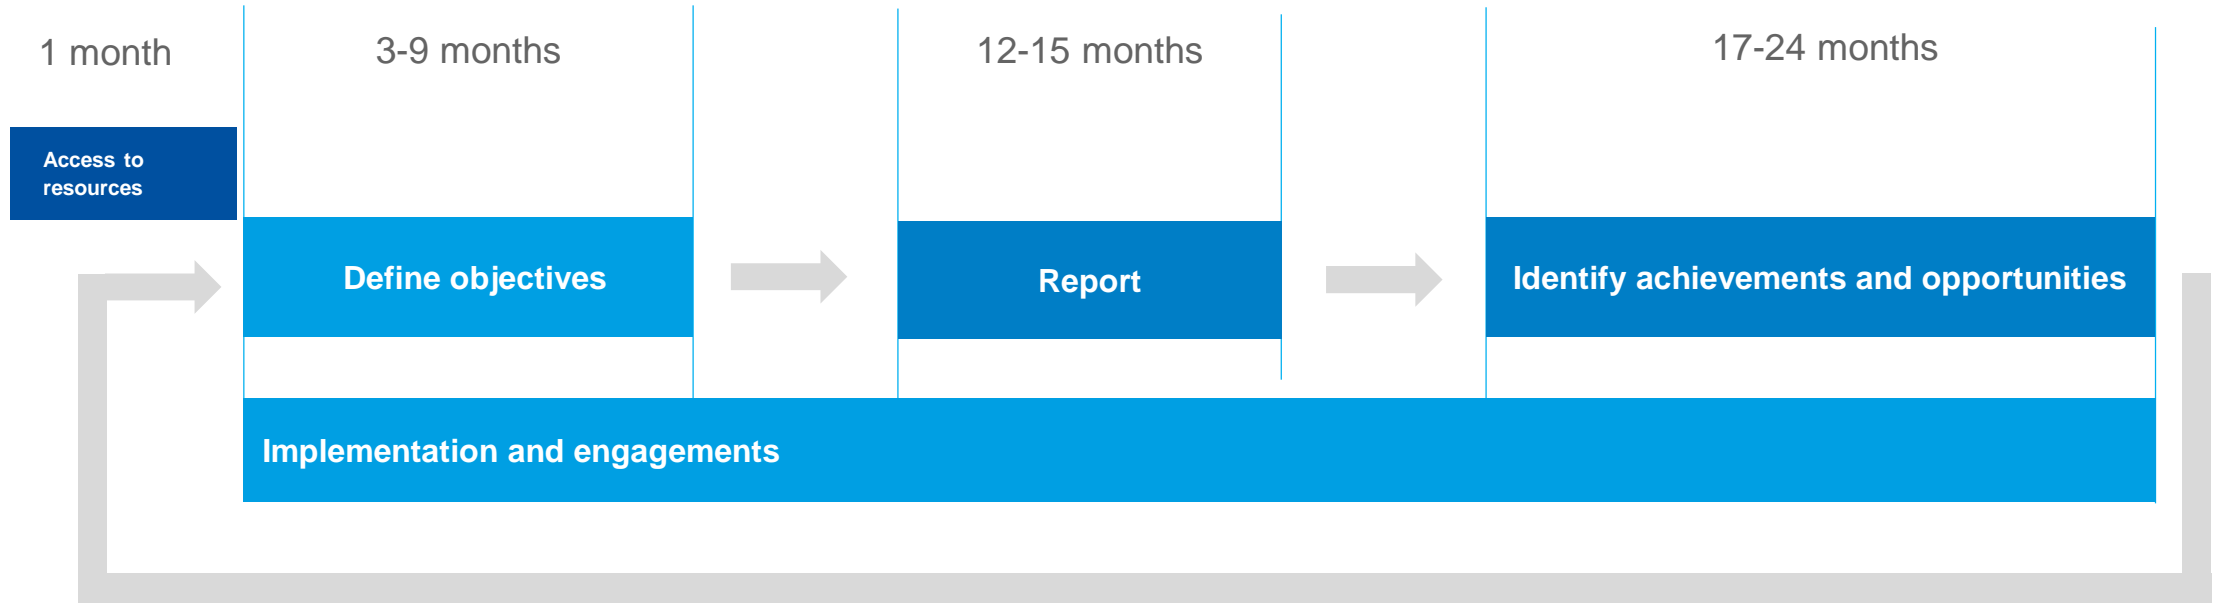 1 month
3-9 months
12-15 months
17-24 months
Access to
resources
Define objectives
Report
Identify achievements and opportunities
Implementation and engagements